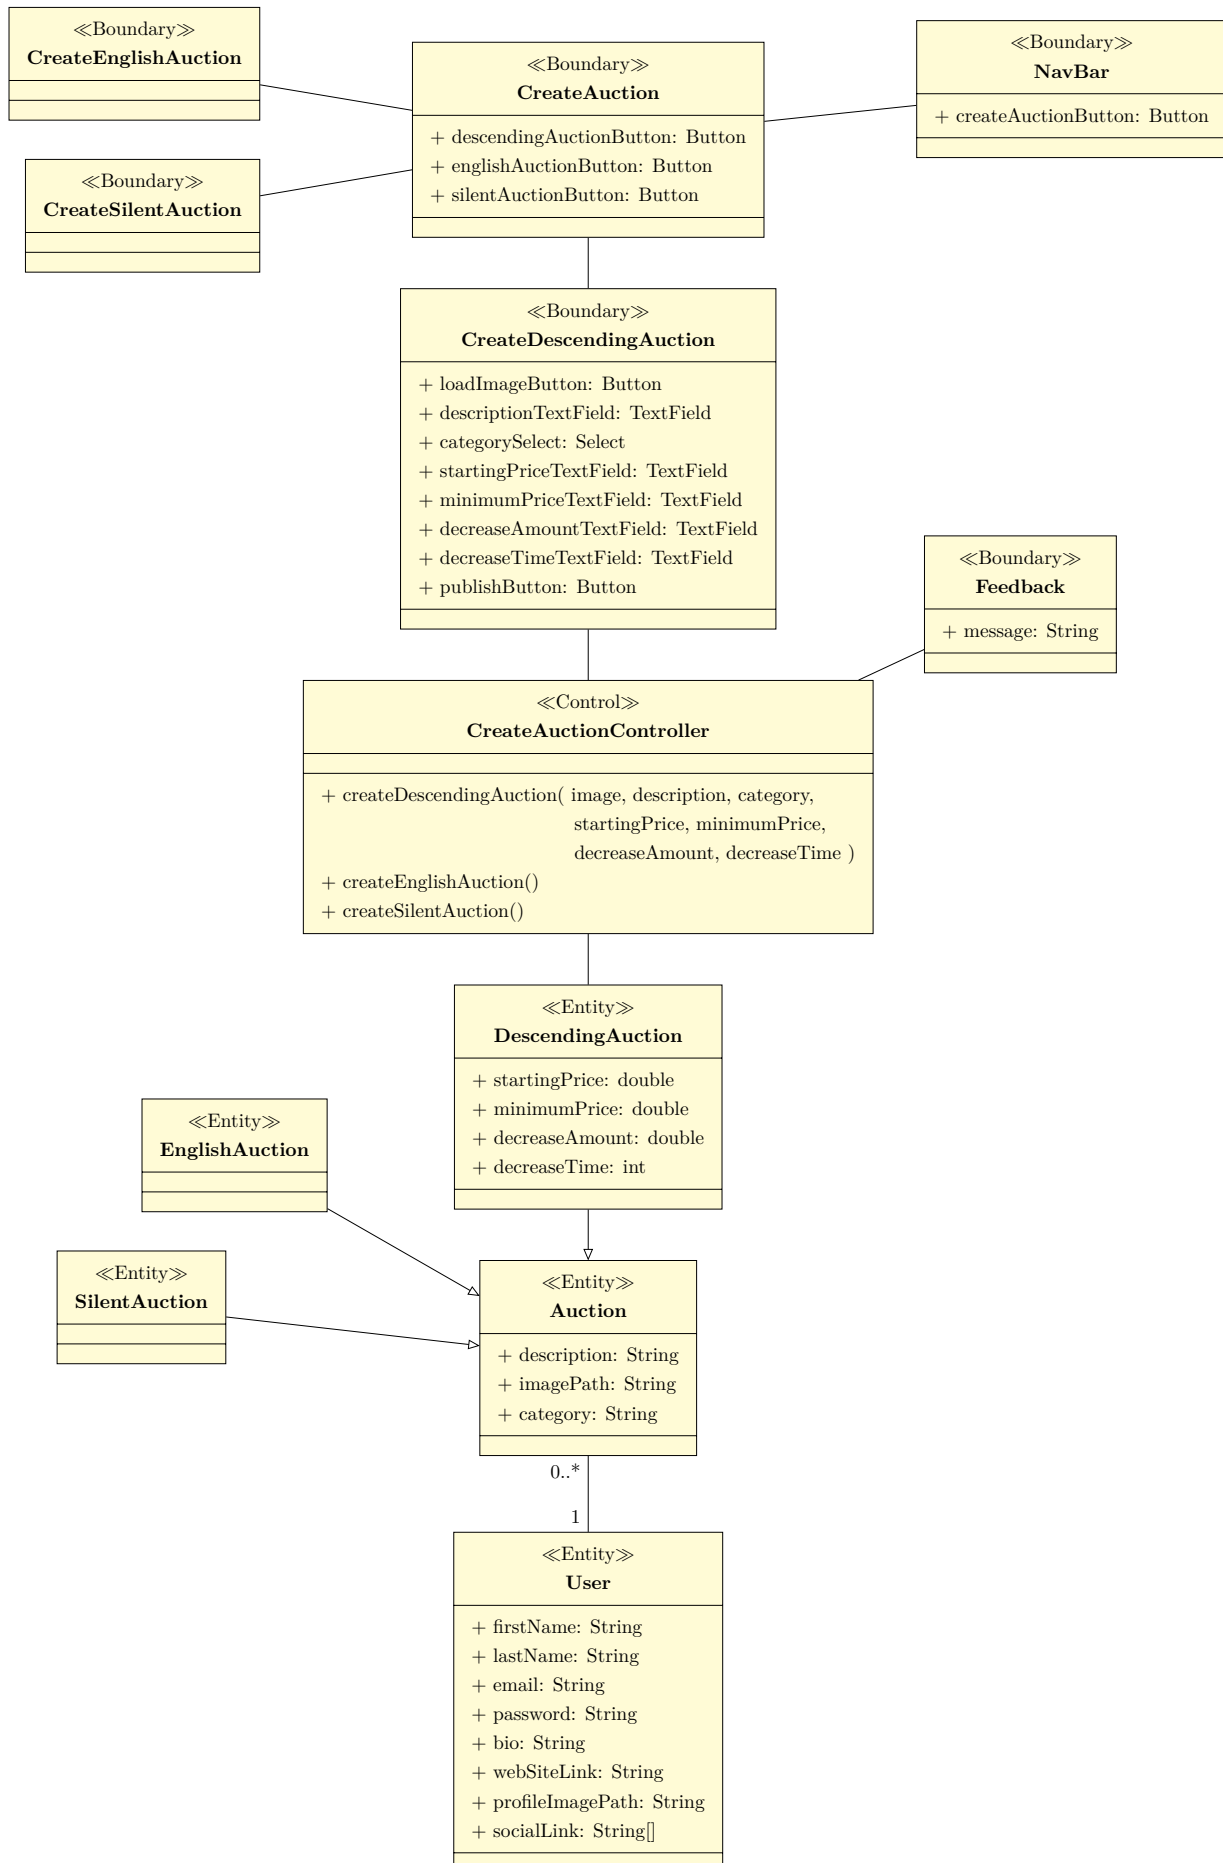 ≪Boundary≫
CreateEnglishAuction
≪Boundary≫
CreateSilentAuction
≪Boundary≫
CreateAuction
+ descendingAuctionButton: Button
+ englishAuctionButton: Button
+ silentAuctionButton: Button
≪Boundary≫
NavBar
+ createAuctionButton: Button
≪Boundary≫
CreateDescendingAuction
+ loadImageButton: Button
+ descriptionTextField: TextField
+ categorySelect: Select
+ startingPriceTextField: TextField
+ minimumPriceTextField: TextField
+ decreaseAmountTextField: TextField
+ decreaseTimeTextField: TextField
+ publishButton: Button
≪Boundary≫
Feedback
+ message: String
≪Control≫
CreateAuctionController
+ createDescendingAuction( image, description, category,
startingPrice, minimumPrice,
decreaseAmount, decreaseTime )
+ createEnglishAuction()
+ createSilentAuction()
≪Entity≫
DescendingAuction
+ startingPrice: double
+ minimumPrice: double
+ decreaseAmount: double
+ decreaseTime: int
≪Entity≫
EnglishAuction
≪Entity≫
SilentAuction
≪Entity≫
Auction
+ description: String
+ imagePath: String
+ category: String
0..*
1
≪Entity≫
User
+ firstName: String
+ lastName: String
+ email: String
+ password: String
+ bio: String
+ webSiteLink: String
+ profileImagePath: String
+ socialLink: String[]